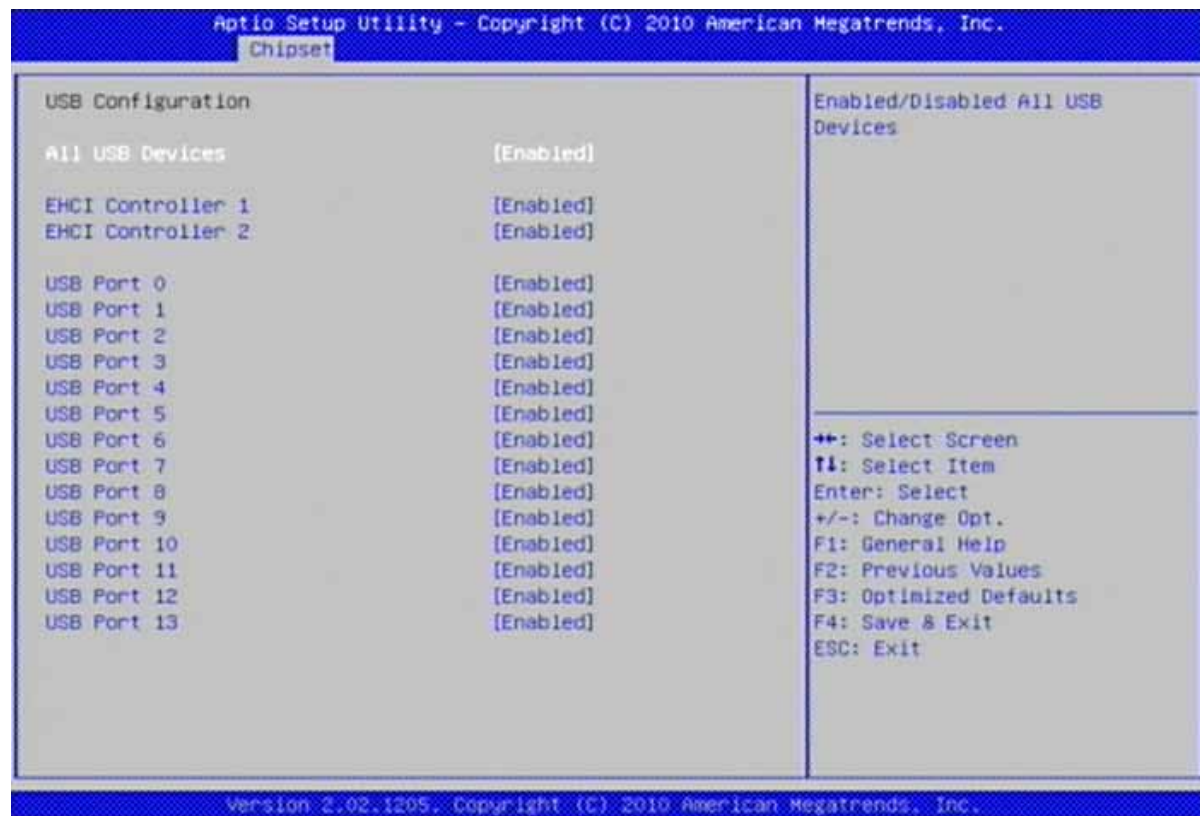 Aptio Setup Utility - Copyright (C) 2010 American Megatrends, Inc.
Chipset
USB Configuration
All USB Devices [Enabled]
EHCI Controller 1 [Enabled]
EHCI Controller 2 [Enabled]
USB Port 0 [Enabled]
USB Port 1 [Enabled]
USB Port 2 [Enabled]
USB Port 3 [Enabled]
USB Port 4 [Enabled]
USB Port 5 [Enabled]
USB Port 6 [Enabled]
USB Port 7 [Enabled]
USB Port 8 [Enabled]
USB Port 9 [Enabled]
USB Port 10 [Enabled]
USB Port 11 [Enabled]
USB Port 12 [Enabled]
USB Port 13 [Enabled]
Enabled/Disabled All USB
Devices
→←: Select Screen
↑↓: Select Item
Enter: Select
+/-: Change Opt.
F1: General Help
F2: Previous Values
F3: Optimized Defaults
F4: Save & Exit
ESC: Exit
Version 2.02.1205. Copyright (C) 2010 American Megatrends, Inc.